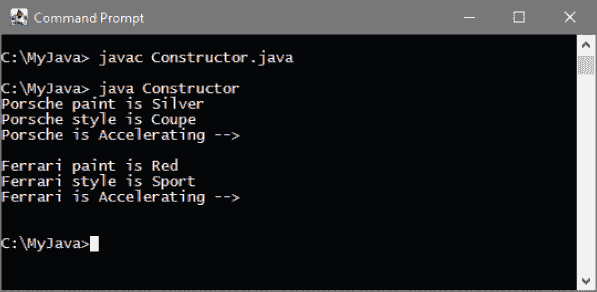 Command Prompt
C:\MyJava> javac Constructor.java
C:\MyJava> java Constructor
Porsche paint is Silver
Porsche style is Coupe
Porsche is Accelerating -->
Ferrari paint is Red
Ferrari style is Sport
Ferrari is Accelerating -->
C:\MyJava>